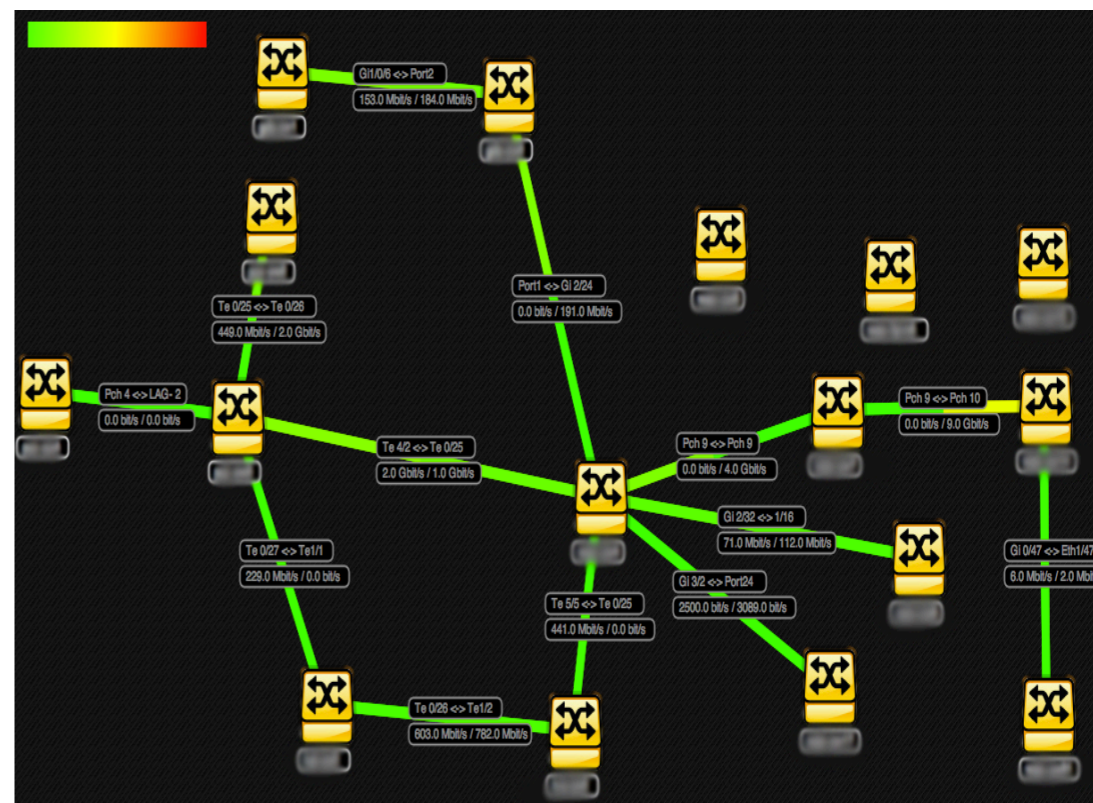 Gi1/0/6 <-> Port2
153.0 Mbit/s / 184.0 Mbit/s
Port1 <-> Gi 2/24
0.0 bit/s / 191.0 Mbit/s
Te 0/25 <-> Te 0/26
449.0 Mbit/s / 2.0 Gbit/s
Pch 4 <-> LAG- 2
0.0 bit/s / 0.0 bit/s
Te 4/2 <-> Te 0/25
2.0 Gbit/s / 1.0 Gbit/s
Pch 9 <-> Pch 9
0.0 bit/s / 4.0 Gbit/s
Pch 9 <-> Pch 10
0.0 bit/s / 9.0 Gbit/s
Gi 2/32 <-> 1/16
71.0 Mbit/s / 112.0 Mbit/s
Te 0/27 <-> Te1/1
229.0 Mbit/s / 0.0 bit/s
Gi 3/2 <-> Port24
2500.0 bit/s / 3089.0 bit/s
Gi 0/47 <-> Eth1/47
6.0 Mbit/s / 2.0 Mbit
Te 5/5 <-> Te 0/25
441.0 Mbit/s / 0.0 bit/s
Te 0/26 <-> Te1/2
603.0 Mbit/s / 782.0 Mbit/s